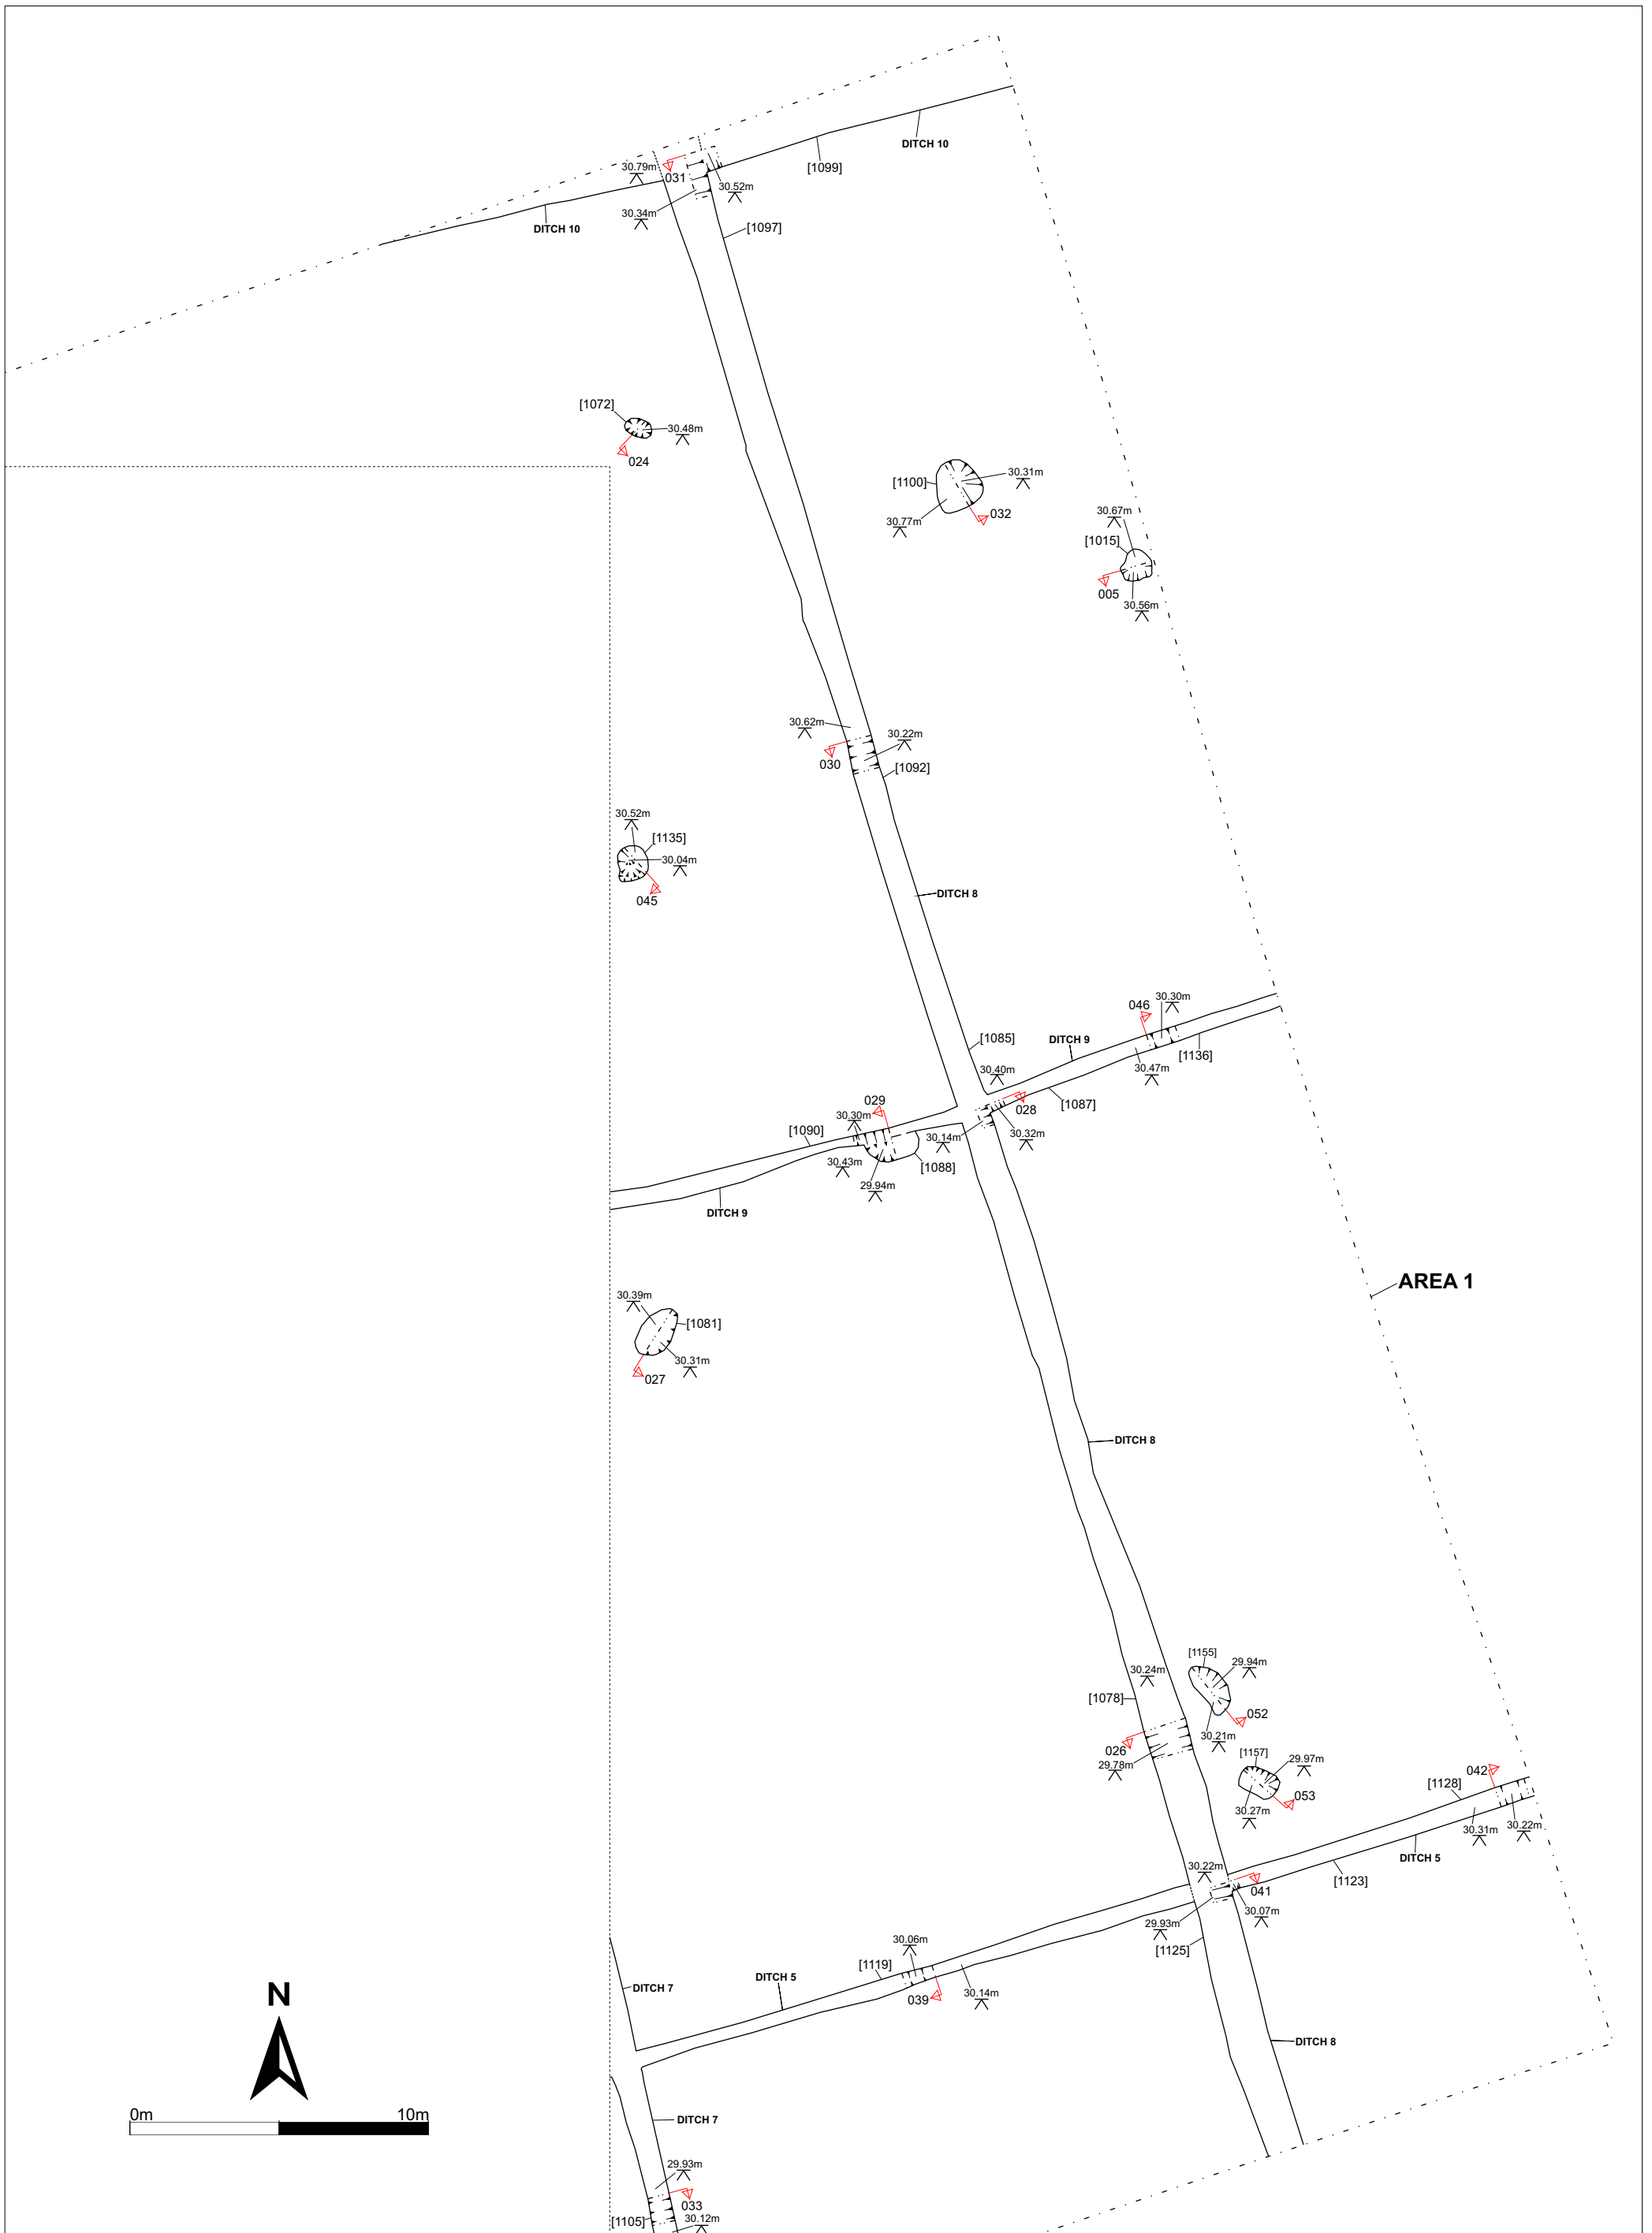 DITCH 10
[1099]
30.79m
031
30.52m
30.34m
DITCH 10
[1097]
[1072]
30.48m
024
[1100]
30.31m
30.77m
032
30.67m
[1015]
005
30.56m
30.62m
30.22m
030
[1092]
30.52m
[1135]
30.04m
045
DITCH 8
046
30.30m
[1085]
DITCH 9
[1136]
30.40m
30.47m
029
028
[1087]
30.30m
[1090]
30.14m
30.32m
30.43m
[1088]
29.94m
DITCH 9
AREA 1
30.39m
[1081]
30.31m
027
DITCH 8
[1155]
30.24m
29.94m
[1078]
052
30.21m
026
29.78m
[1157]
29.97m
042
[1128]
053
30.27m
30.31m
30.22m
DITCH 5
30.22m
[1123]
041
30.07m
29.93m
[1125]
30.06m
[1119]
DITCH 5
DITCH 7
30.14m
039
N
DITCH 8
0m
10m
DITCH 7
29.93m
033
[1105]
30.12m